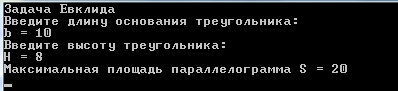 Задача Евклида
Введите длину основания треугольника:
b = 10
Введите высоту треугольника:
H = 8
Максимальная площадь параллелограмма S = 20